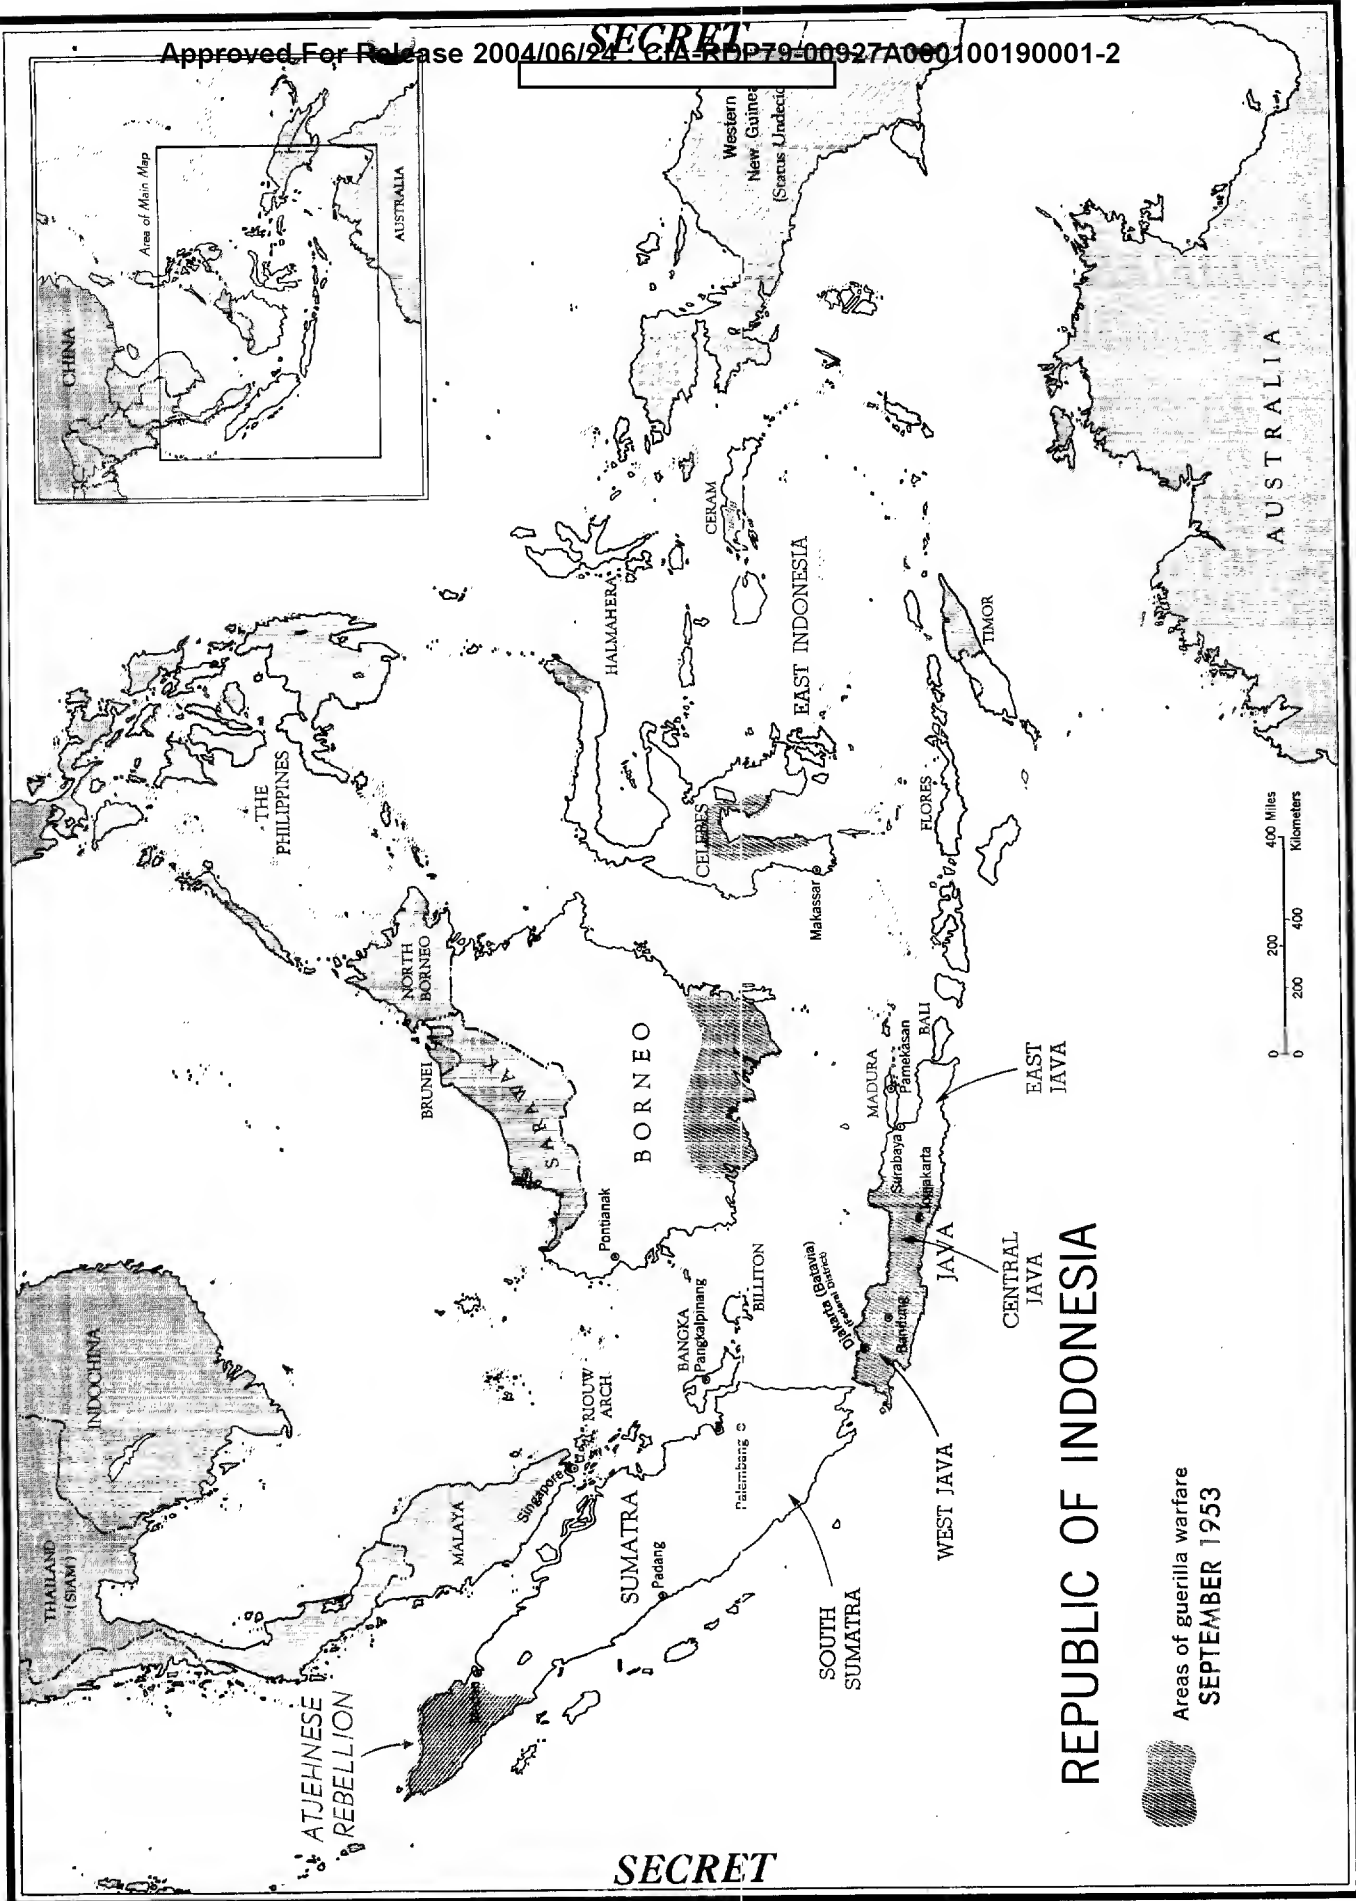 SECRET
Approved For Release 2004/06/24 : CIA-RDP79-00927A000100190001-2
CHINA
Area of Main Map
AUSTRALIA
Western
New Guinea
THE
PHILIPPINES
HALMAHERA
CERAM
EAST INDONESIA
TIMOR
FLORES
CELEBES
Makassar
AUSTRALIA
NORTH
BORNEO
BRUNEI
SARAWAK
BORNEO
Pontianak
MADURA
Pamekasan
BALI
Surabaya
EAST
JAVA
JAVA
CENTRAL
JAVA
Djakarta (Batavia)
(Federal District)
Bandung
WEST JAVA
BILLITON
BANGKA
Pangkalpinang
RIOUW
ARCH.
Singapore
MALAYA
INDOCHINA
THAILAND
(SIAM)
SUMATRA
Padang
Palembang
SOUTH
SUMATRA
ATJEHNESE
REBELLION
400 Miles
Kilometers
0 200
0 200 400
REPUBLIC OF INDONESIA
Areas of guerilla warfare
SEPTEMBER 1953
SECRET